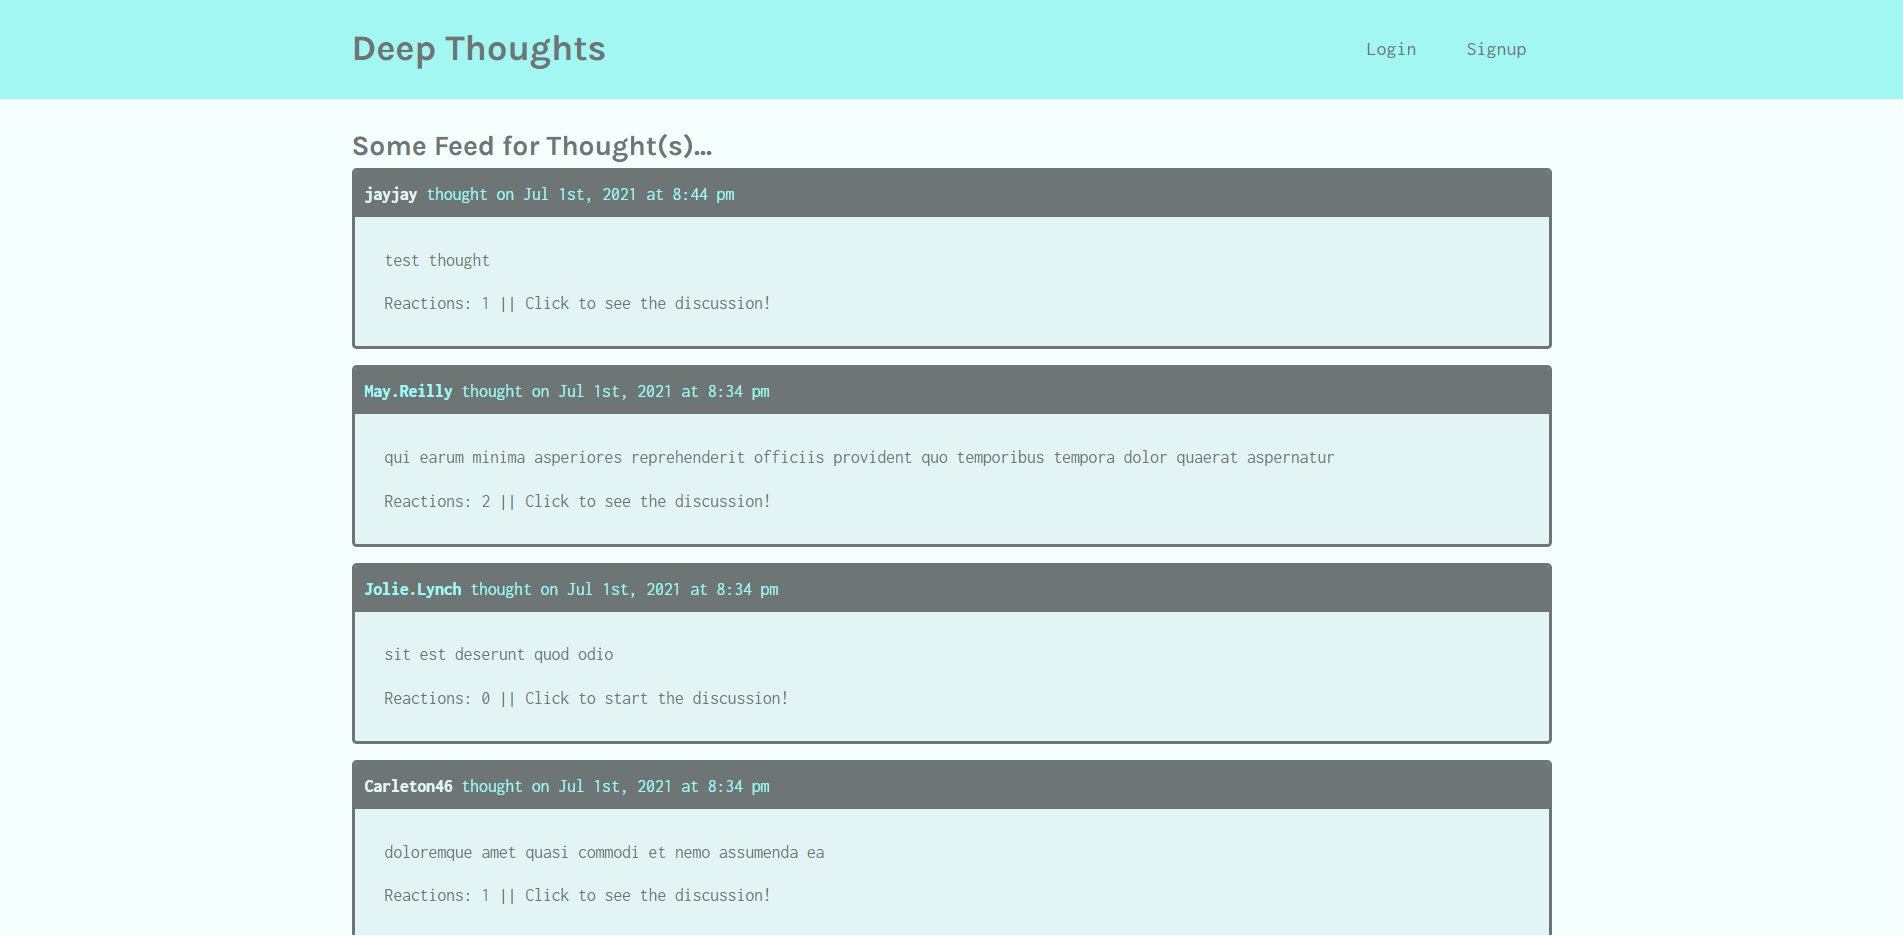 Deep Thoughts
Login
Signup
Some Feed for Thought(s)...
jayjay thought on Jul 1st, 2021 at 8:44 pm
test thought
Reactions: 1 || Click to see the discussion!
May.Reilly thought on Jul 1st, 2021 at 8:34 pm
qui earum minima asperiores reprehenderit officiis provident quo temporibus tempora dolor quaerat aspernatur
Reactions: 2 || Click to see the discussion!
Jolie.Lynch thought on Jul 1st, 2021 at 8:34 pm
sit est deserunt quod odio
Reactions: 0 || Click to start the discussion!
Carleton46 thought on Jul 1st, 2021 at 8:34 pm
doloremque amet quasi commodi et nemo assumenda ea
Reactions: 1 || Click to see the discussion!